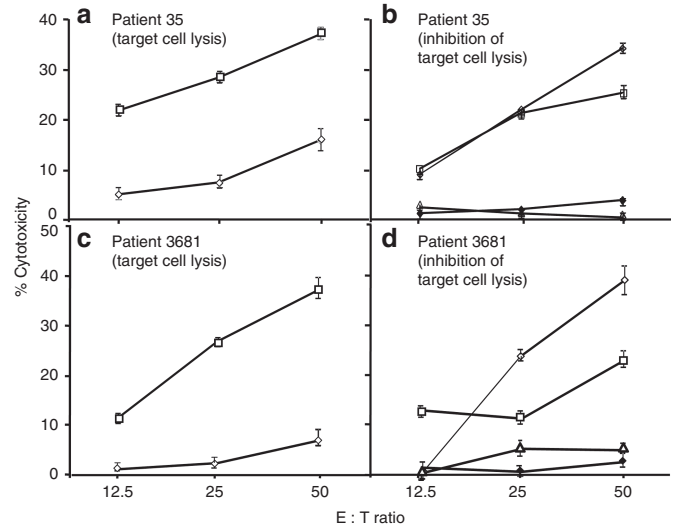 a Patient 35
(target cell lysis)
b Patient 35
(inhibition of
target cell lysis)
40
30
20
10
0
c Patient 3681
(target cell lysis)
d Patient 3681
(inhibition of
target cell lysis)
50
40
30
20
10
0
% Cytotoxicity
12.5 25 50 12.5 25 50
E : T ratio